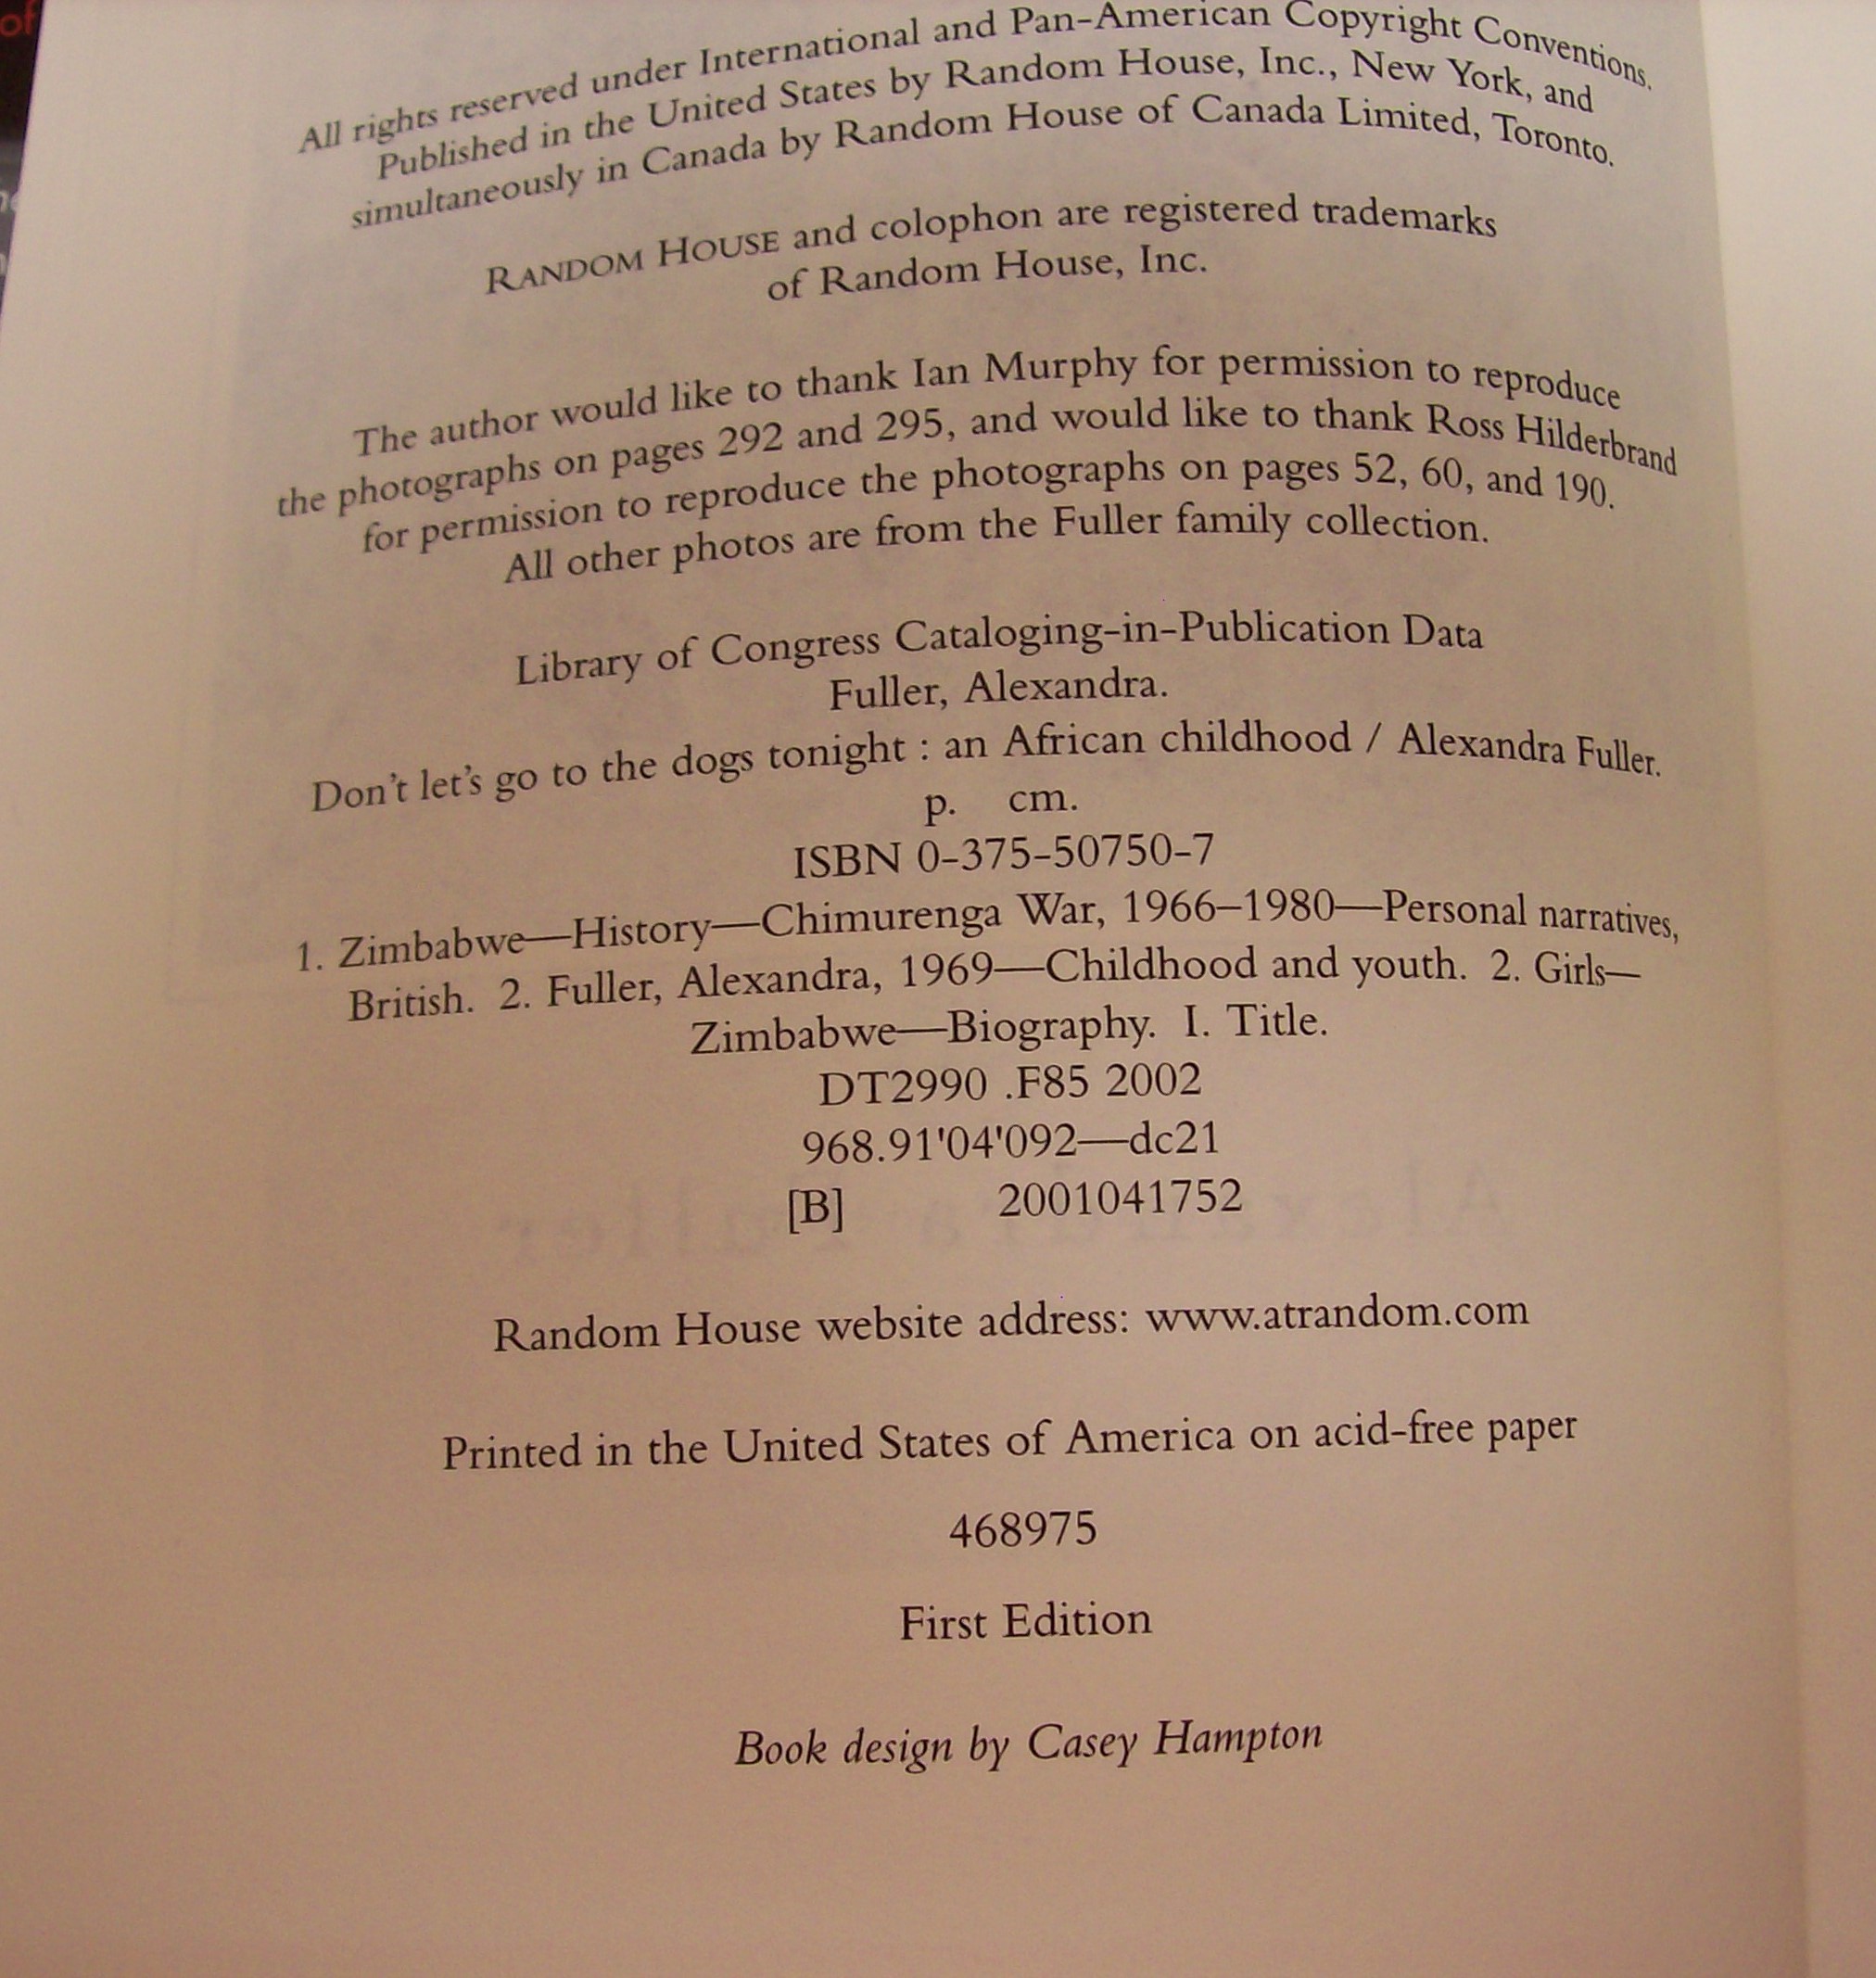 All rights reserved under International and Pan-American Copyright Conventions.
Published in the United States by Random House, Inc., New York, and
simultaneously in Canada by Random House of Canada Limited, Toronto.
RANDOM HOUSE and colophon are registered trademarks
of Random House, Inc.
The author would like to thank Ian Murphy for permission to reproduce
the photographs on pages 292 and 295, and would like to thank Ross Hilderbrand
for permission to reproduce the photographs on pages 52, 60, and 190.
All other photos are from the Fuller family collection.
Library of Congress Cataloging-in-Publication Data
Fuller, Alexandra.
Don't let's go to the dogs tonight : an African childhood / Alexandra Fuller.
p. cm.
ISBN 0-375-50750-7
1. Zimbabwe—History—Chimurenga War, 1966–1980—Personal narratives,
British. 2. Fuller, Alexandra, 1969—Childhood and youth. 2. Girls—
Zimbabwe—Biography. I. Title.
DT2990 .F85 2002
968.91'04'092—dc21
[B] 2001041752
Random House website address: www.atrandom.com
Printed in the United States of America on acid-free paper
468975
First Edition
Book design by Casey Hampton